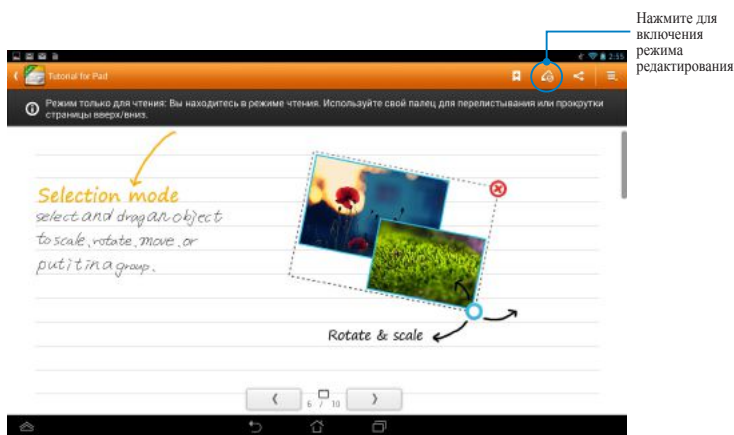 Нажмите для
включения
режима
редактирования
2:55
Tutorial for Pad
Режим только для чтения: Вы находитесь в режиме чтения. Используйте свой палец для перелистывания или прокрутки
страницы вверх/вниз.
Selection mode
select and drag an object
to scale, rotate, move, or
put it in a group.
Rotate & scale
6 / 10